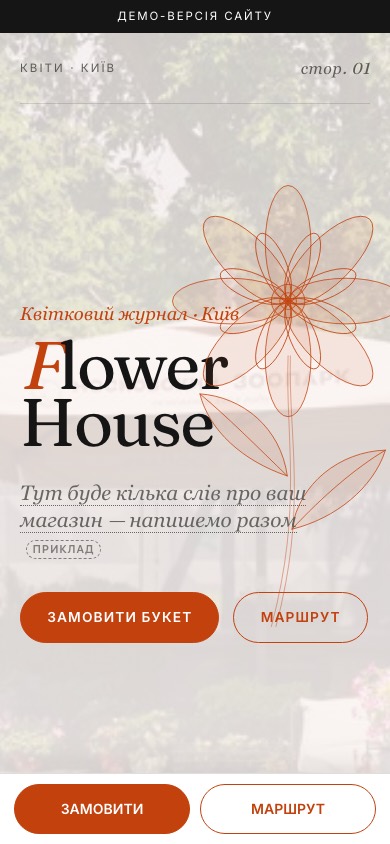 ДЕМО-ВЕРСІЯ САЙТУ
КВІТИ · КИЇВ
стор. 01
Квітковий журнал · Київ
Flower
ЗООПАРК
House
Тут буде кілька слів про ваш
магазин — напишемо разом
ПРИКЛАД
ЗАМОВИТИ БУКЕТ
МАРШРУТ
ЗАМОВИТИ
МАРШРУТ